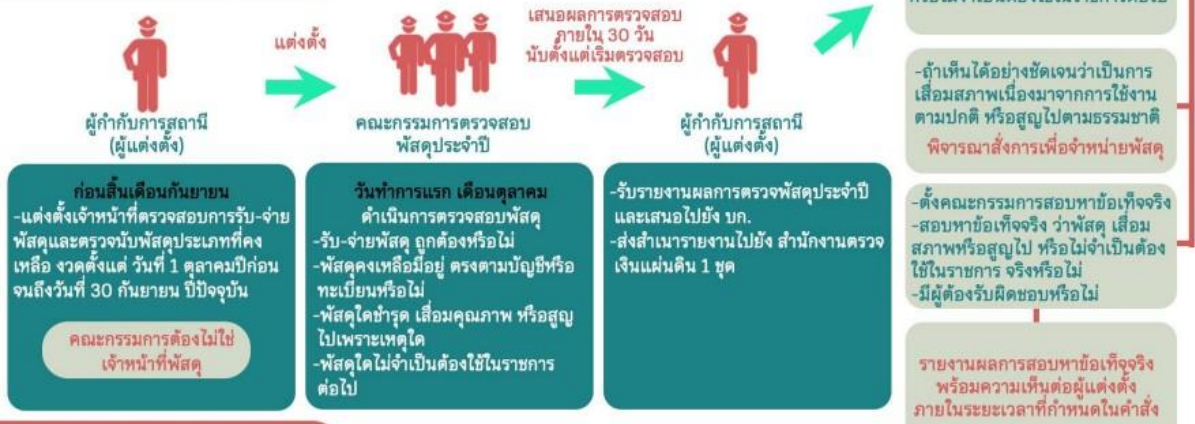 แต่งตั้ง
เสนอผลการตรวจสอบ
ภายใน 30 วัน
นับตั้งแต่เริ่มตรวจสอบ
ผู้กำกับการสถานี
(ผู้แต่งตั้ง)
คณะกรรมการตรวจสอบ
พัสดุประจำปี
ผู้กำกับการสถานี
(ผู้แต่งตั้ง)
ก่อนสิ้นเดือนกันยายน
-แต่งตั้งเจ้าหน้าที่ตรวจสอบการรับ-จ่าย
พัสดุและตรวจนับพัสดุประเภทที่คง
เหลือ งวดตั้งแต่ วันที่ 1 ตุลาคมปีก่อน
จนถึงวันที่ 30 กันยายน ปีปัจจุบัน
คณะกรรมการต้องไม่ใช่
เจ้าหน้าที่พัสดุ
วันทำการแรก เดือนตุลาคม
ดำเนินการตรวจสอบพัสดุ
-รับ-จ่ายพัสดุ ถูกต้องหรือไม่
-พัสดุคงเหลือมีอยู่ ตรงตามบัญชีหรือ
ทะเบียนหรือไม่
-พัสดุใดชำรุด เสื่อมคุณภาพ หรือสูญ
ไปเพราะเหตุใด
-พัสดุใดไม่จำเป็นต้องใช้ในราชการ
ต่อไป
-รับรายงานผลการตรวจพัสดุประจำปี
และเสนอไปยัง บก.
-ส่งสำเนารายงานไปยัง สำนักงานตรวจ
เงินแผ่นดิน 1 ชุด
-ถ้าเห็นได้อย่างชัดเจนว่าเป็นการ
เสื่อมสภาพเนื่องมาจากการใช้งาน
ตามปกติ หรือสูญไปตามธรรมชาติ
พิจารณาสั่งการเพื่อจำหน่ายพัสดุ
-ตั้งคณะกรรมการสอบหาข้อเท็จจริง
-สอบหาข้อเท็จจริง ว่าพัสดุ เสื่อม
สภาพหรือสูญไป หรือไม่จำเป็นต้อง
ใช้ในราชการ จริงหรือไม่
-มีผู้ต้องรับผิดชอบหรือไม่
รายงานผลการสอบหาข้อเท็จจริง
พร้อมความเห็นต่อผู้แต่งตั้ง
ภายในระยะเวลาที่กำหนดในคำสั่ง